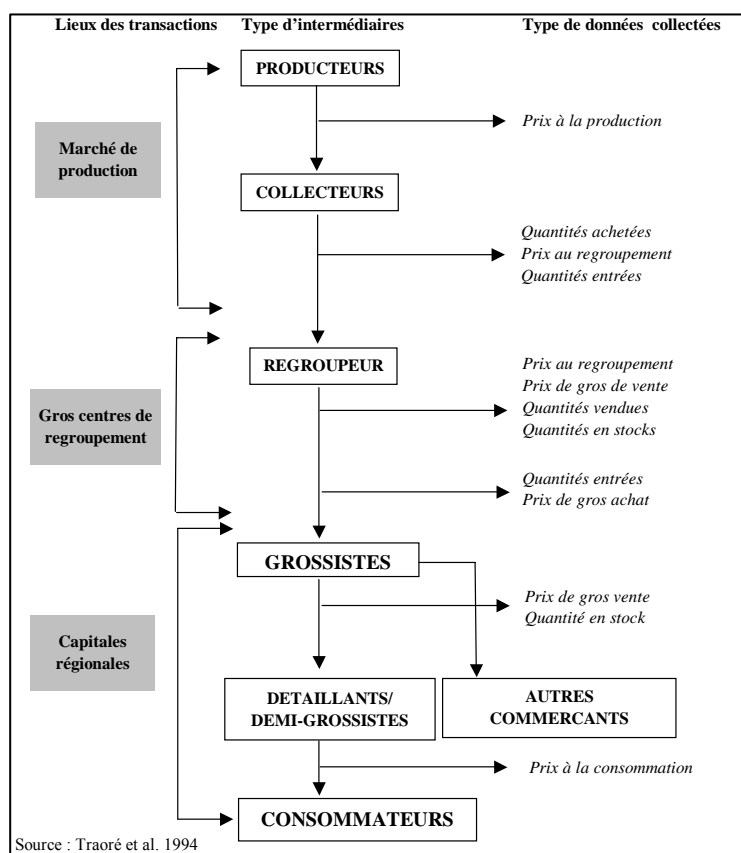 Lieux des transactions Type d'intermédiaires Type de données collectées
PRODUCTEURS
Prix à la production
Marché de
production
COLLECTEURS
Quantités achetées
Prix au regroupement
Quantités entrées
REGROUPEUR
Prix au regroupement
Prix de gros de vente
Quantités vendues
Quantités en stocks
Gros centres de
regroupement
Quantités entrées
Prix de gros achat
GROSSISTES
Prix de gros vente
Quantité en stock
Capitales
régionales
DETAILLANTS/
DEMI-GROSSISTES
AUTRES
COMMERCANTS
Prix à la consommation
CONSOMMATEURS
Source : Traoré et al. 1994